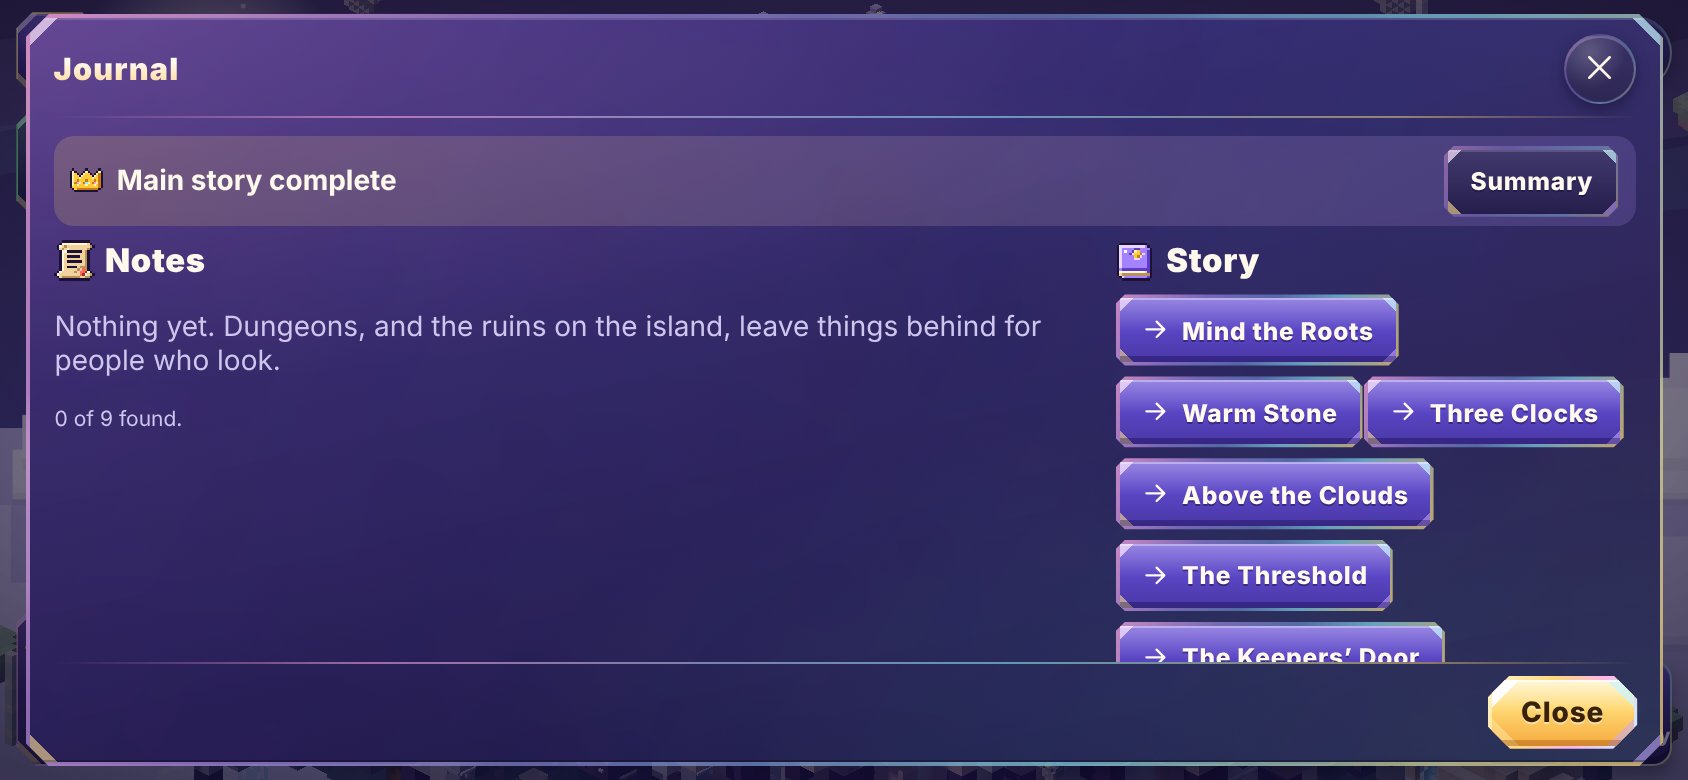 Journal
Main story complete
Summary
Notes
Nothing yet. Dungeons, and the ruins on the island, leave things behind for
people who look.
0 of 9 found.
Story
→ Mind the Roots
→ Warm Stone
→ Three Clocks
→ Above the Clouds
→ The Threshold
→ The Keepers’ Door
Close